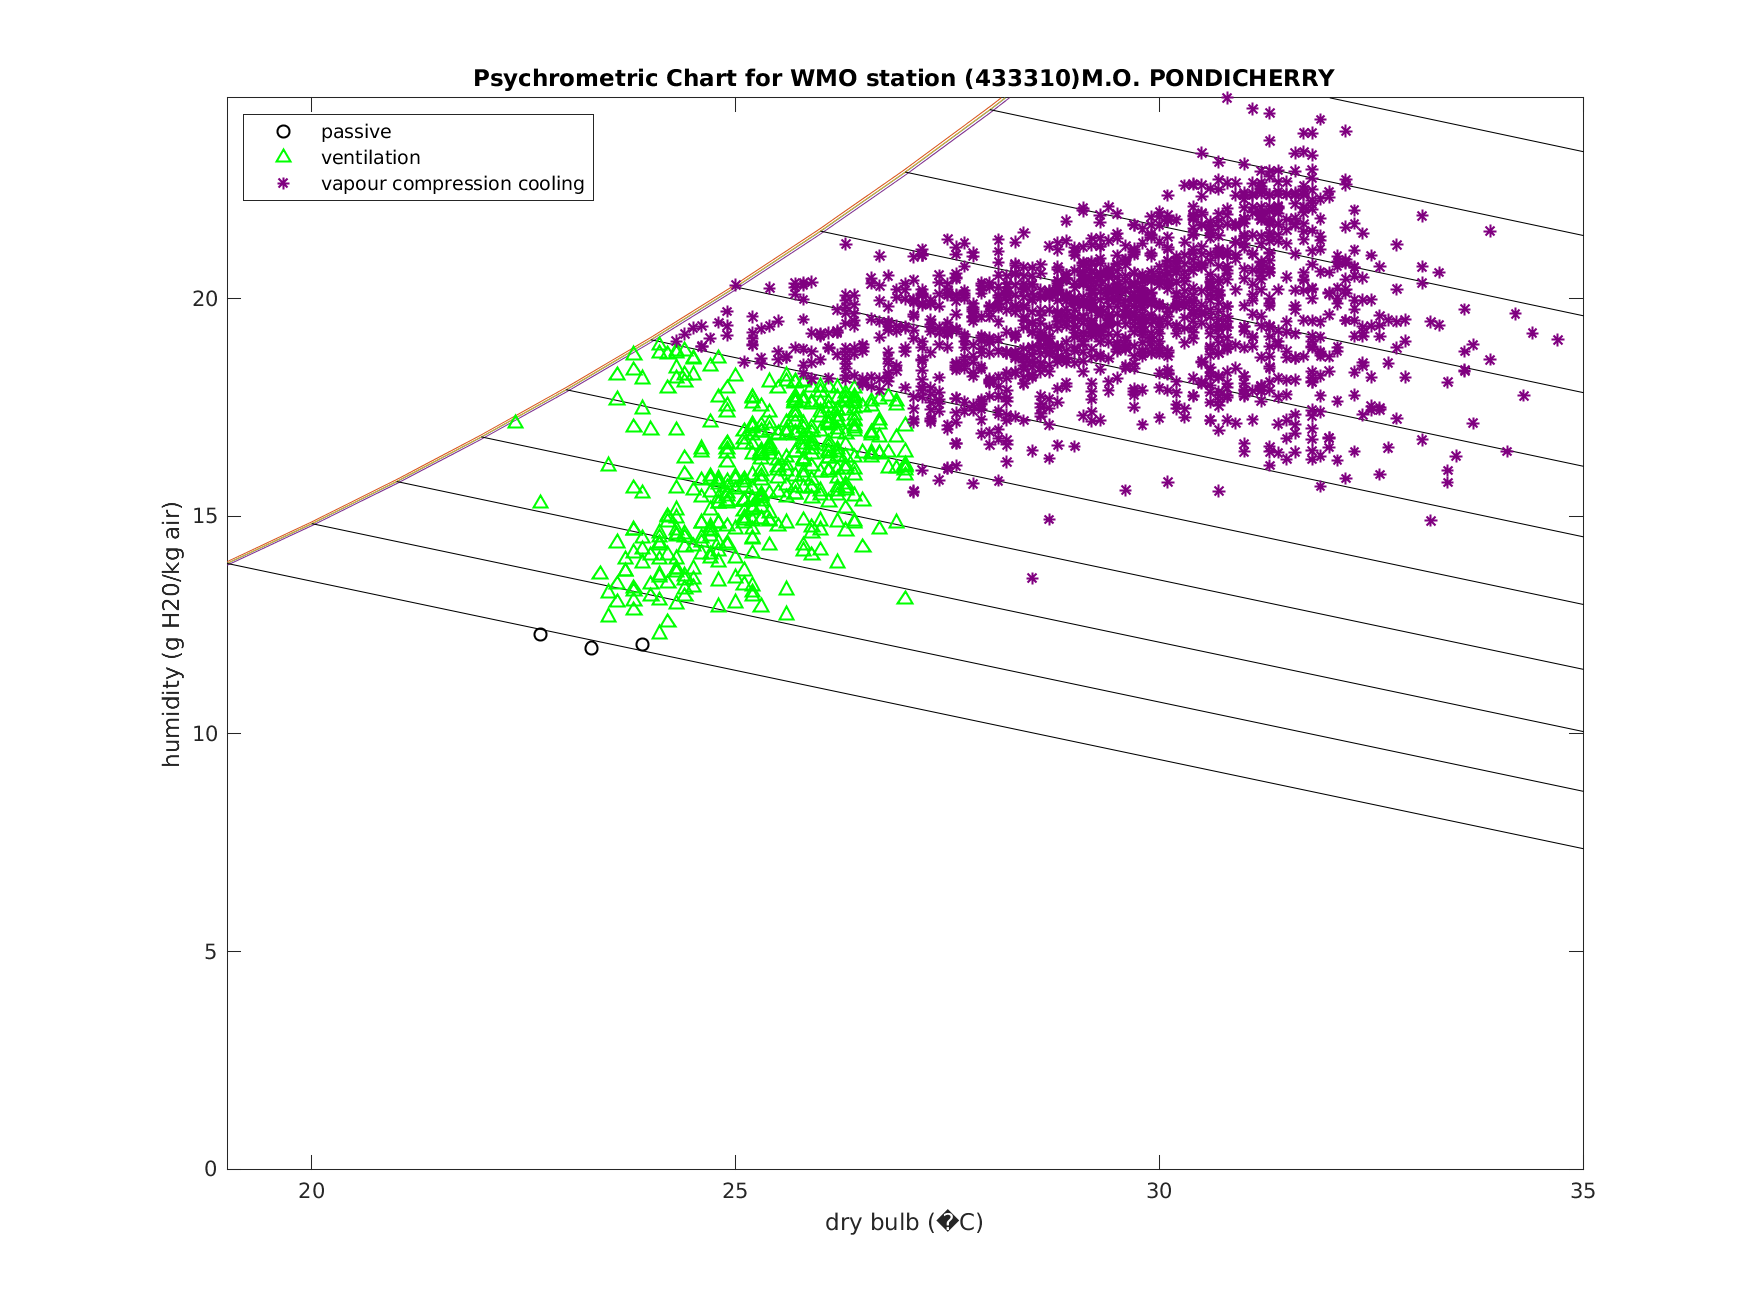 Psychrometric Chart for WMO station (433310)M.O. PONDICHERRY
passive
ventilation
vapour compression cooling
humidity (g H20/kg air)
20
15
10
5
0
20 25 30 35
dry bulb (�C)